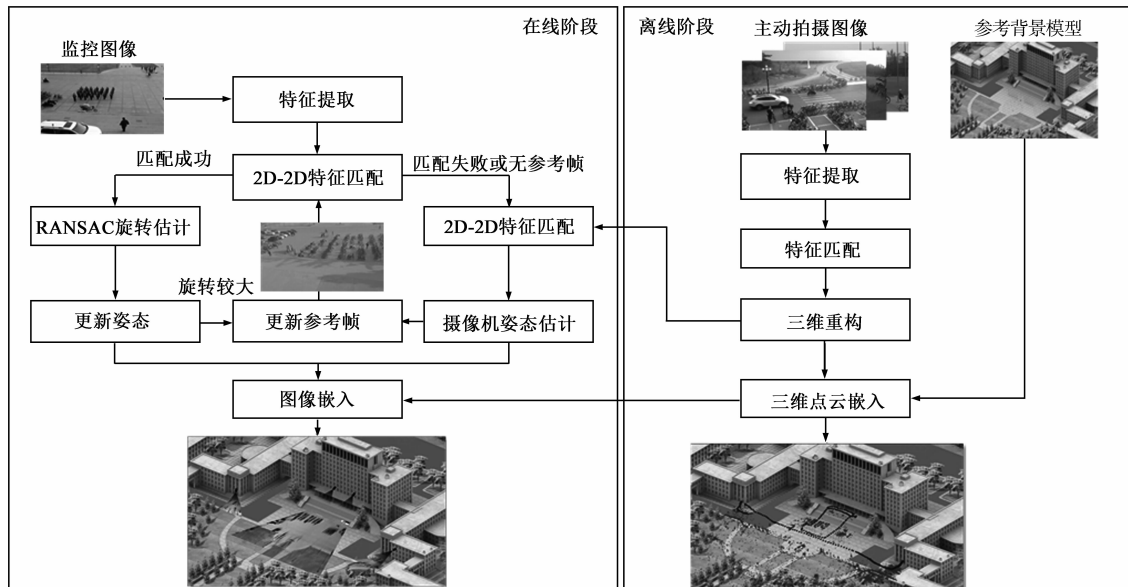 在线阶段
监控图像
特征提取
匹配成功
2D-2D特征匹配
匹配失败或无参考帧
RANSAC旋转估计
2D-2D特征匹配
旋转较大
更新姿态
更新参考帧
摄像机姿态估计
图像嵌入
离线阶段
主动拍摄图像
参考背景模型
特征提取
特征匹配
三维重构
三维点云嵌入